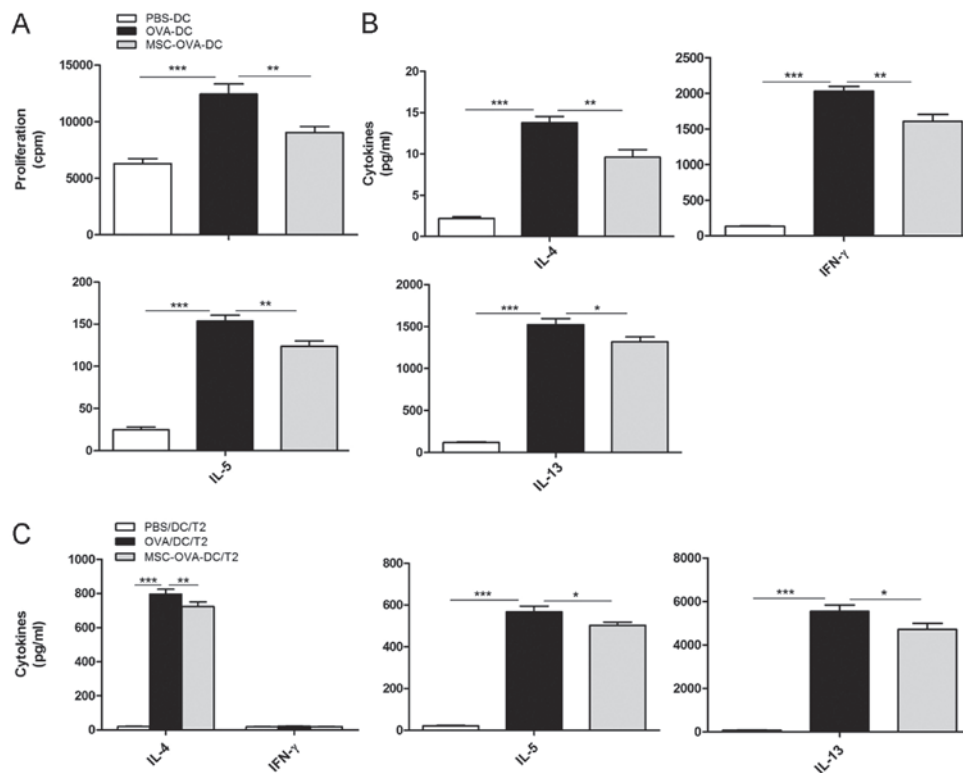 A
PBS-DC
OVA-DC
MSC-OVA-DC
Proliferation
(cpm)
15000
10000
5000
0
*** **
B
Cytokines
(pg/ml)
20
15
10
5
0
*** **
IL-4
2500
2000
1500
1000
500
0
*** **
IFN-γ
200
150
100
50
0
*** **
IL-5
2000
1500
1000
500
0
*** *
IL-13
C
PBS/DC/T2
OVA/DC/T2
MSC-OVA-DC/T2
Cytokines
(pg/ml)
1000
800
600
400
200
0
*** **
IL-4 IFN-γ
800
600
400
200
0
*** *
IL-5
8000
6000
4000
2000
0
*** *
IL-13